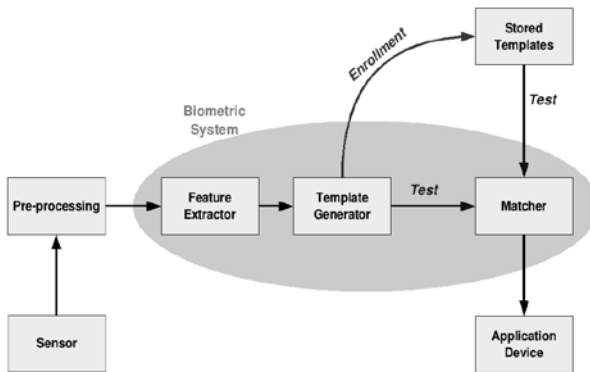 Stored
Templates
Enrollment
Test
Biometric
System
Pre-processing
Feature
Extractor
Template
Generator
Test
Matcher
Sensor
Application
Device